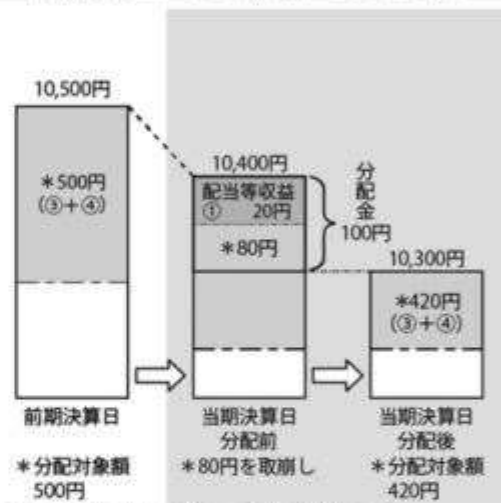 10,500円
*500円
(③+④)
前期決算日
*分配対象額
500円
10,400円
配当等収益
① 20円
*80円
分配金
100円
当期決算日
分配前
*80円を取崩し
10,300円
*420円
(③+④)
当期決算日
分配後
*分配対象額
420円